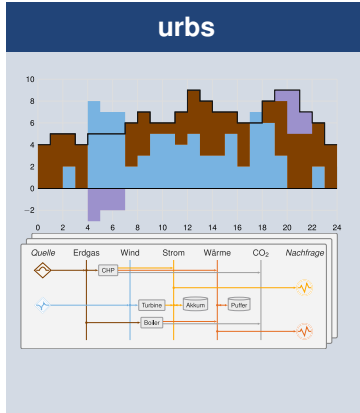 urbs
10
8
6
4
2
0
−2
0 2 4 6 8 10 12 14 16 18 20 22 24
Quelle Erdgas Wind Strom Wärme CO₂ Nachfrage
CHP
Turbine Akkum Puffer
Boiler